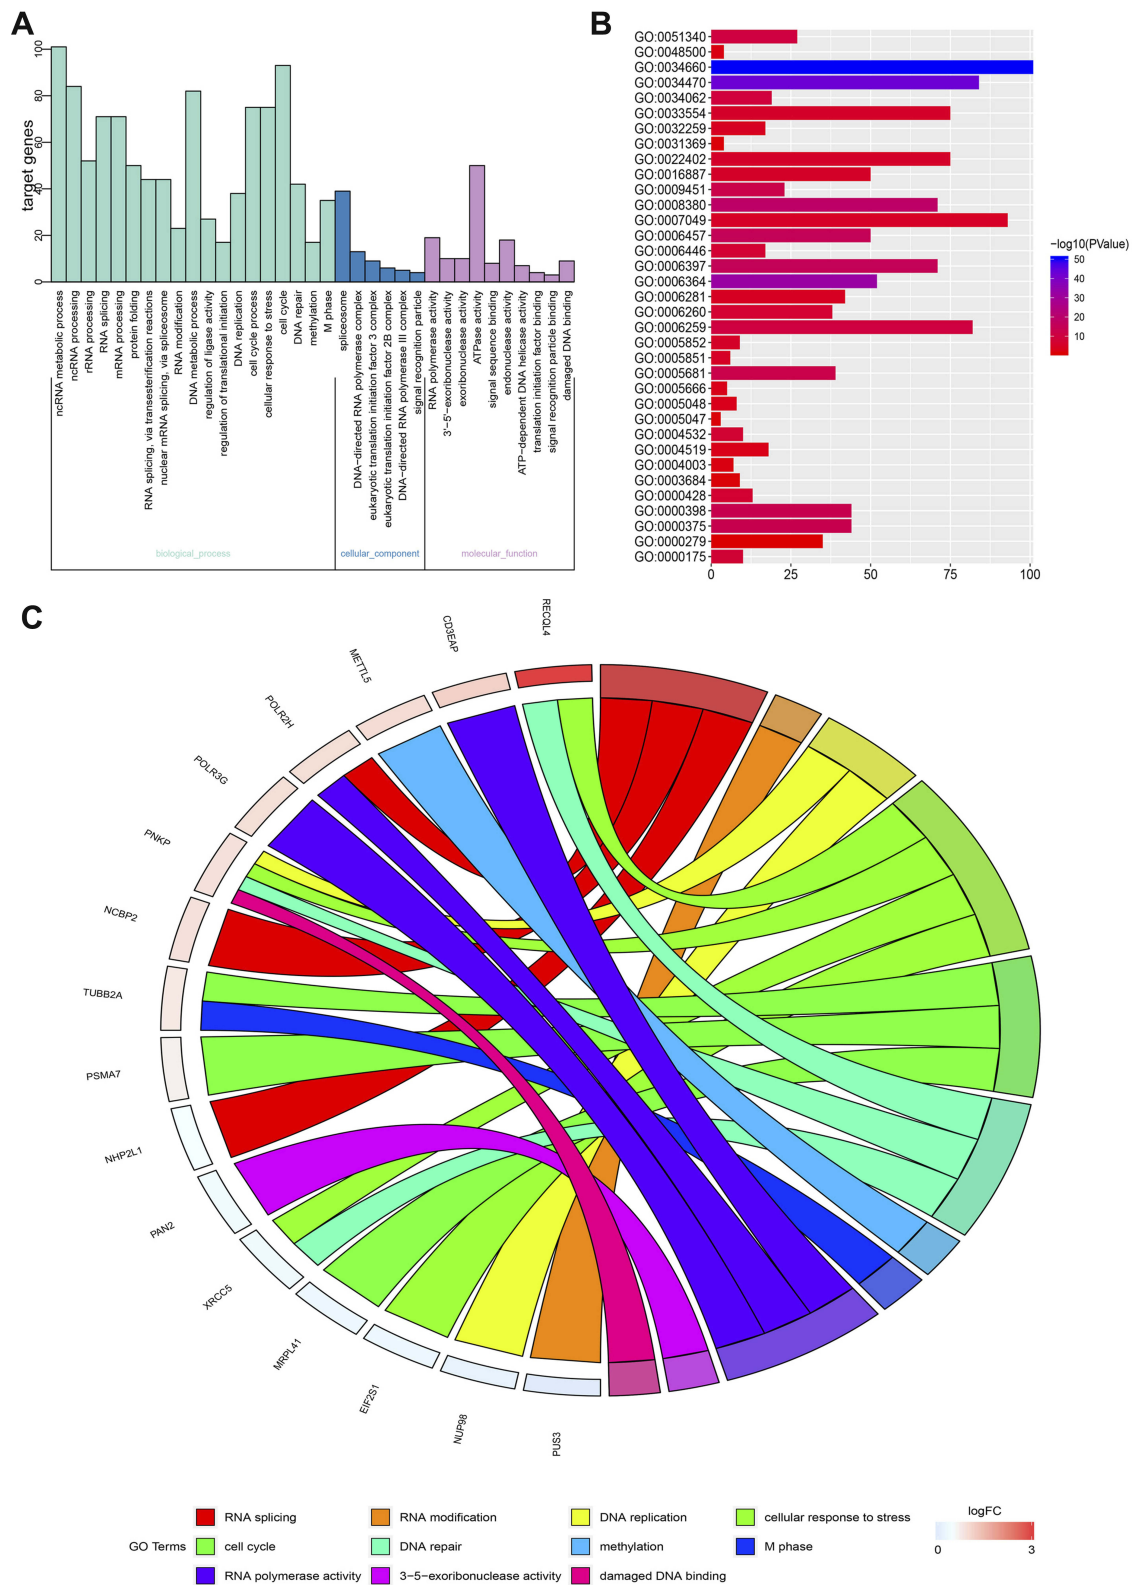 A
target genes
0
20
40
60
80
100
ncRNA metabolic process
ncRNA processing
rRNA processing
RNA splicing
mRNA processing
protein folding
RNA splicing, via transesterification reactions
nuclear mRNA splicing, via spliceosome
RNA modification
DNA metabolic process
regulation of ligase activity
regulation of translational initiation
DNA replication
cell cycle process
cellular response to stress
cell cycle
DNA repair
methylation
M phase
spliceosome
DNA−directed RNA polymerase complex
eukaryotic translation initiation factor 3 complex
eukaryotic translation initiation factor 2B complex
DNA−directed RNA polymerase III complex
signal recognition particle
RNA polymerase activity
3'−5'−exoribonuclease activity
exoribonuclease activity
ATPase activity
signal sequence binding
endonuclease activity
ATP−dependent DNA helicase activity
translation initiation factor binding
signal recognition particle binding
damaged DNA binding
biological_process
cellular_component
molecular_function
B
GO:0051340
GO:0048500
GO:0034660
GO:0034470
GO:0034062
GO:0033554
GO:0032259
GO:0031369
GO:0022402
GO:0016887
GO:0009451
GO:0008380
GO:0007049
GO:0006457
GO:0006446
GO:0006397
GO:0006364
GO:0006281
GO:0006260
GO:0006259
GO:0005852
GO:0005851
GO:0005681
GO:0005666
GO:0005048
GO:0005047
GO:0004532
GO:0004519
GO:0004003
GO:0003684
GO:0000428
GO:0000398
GO:0000375
GO:0000279
GO:0000175
0
25
50
75
100
−log10(PValue)
50
40
30
20
10
C
RECQL4
CD3EAP
METTL5
POLR2H
POLR3G
PNKP
NCBP2
TUBB2A
PSMA7
NHP2L1
PAN2
XRCC5
MRPL41
EIF2S1
NUP98
PUS3
GO Terms
RNA splicing
RNA modification
DNA replication
cellular response to stress
cell cycle
DNA repair
methylation
M phase
RNA polymerase activity
3−5−exoribonuclease activity
damaged DNA binding
logFC
0
3